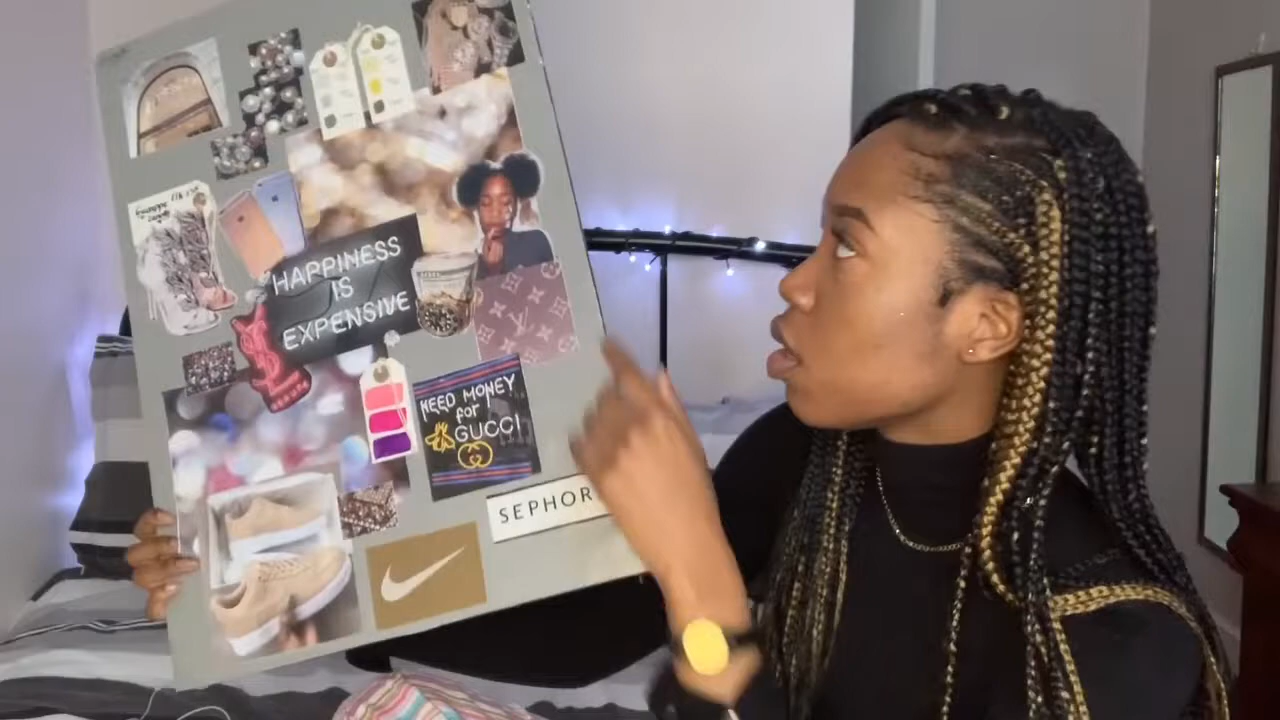 HAPPINESS
IS
EXPENSIVE
NEED MONEY
for
GUCCI
SEPHOR